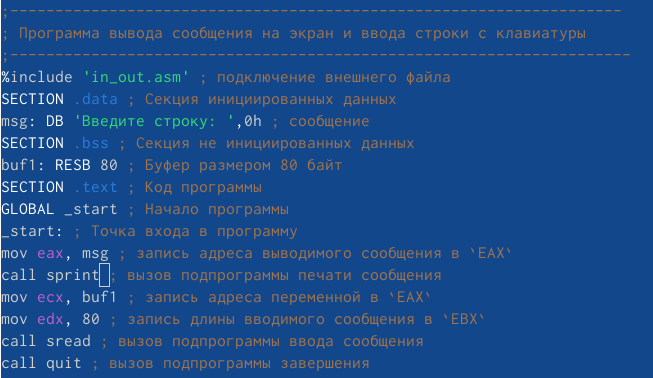 ;--------------------------------------------------------------------
; Программа вывода сообщения на экран и ввода строки с клавиатуры
;---------------------------------------------------------------------
%include 'in_out.asm' ; подключение внешнего файла
SECTION .data ; Секция инициированных данных
msg: DB 'Введите строку: ',0h ; сообщение
SECTION .bss ; Секция не инициированных данных
buf1: RESB 80 ; Буфер размером 80 байт
SECTION .text ; Код программы
GLOBAL _start ; Начало программы
_start: ; Точка входа в программу
mov eax, msg ; запись адреса выводимого сообщения в `EAX`
call sprint ; вызов подпрограммы печати сообщения
mov ecx, buf1 ; запись адреса переменной в `EAX`
mov edx, 80 ; запись длины вводимого сообщения в `EBX`
call sread ; вызов подпрограммы ввода сообщения
call quit ; вызов подпрограммы завершения